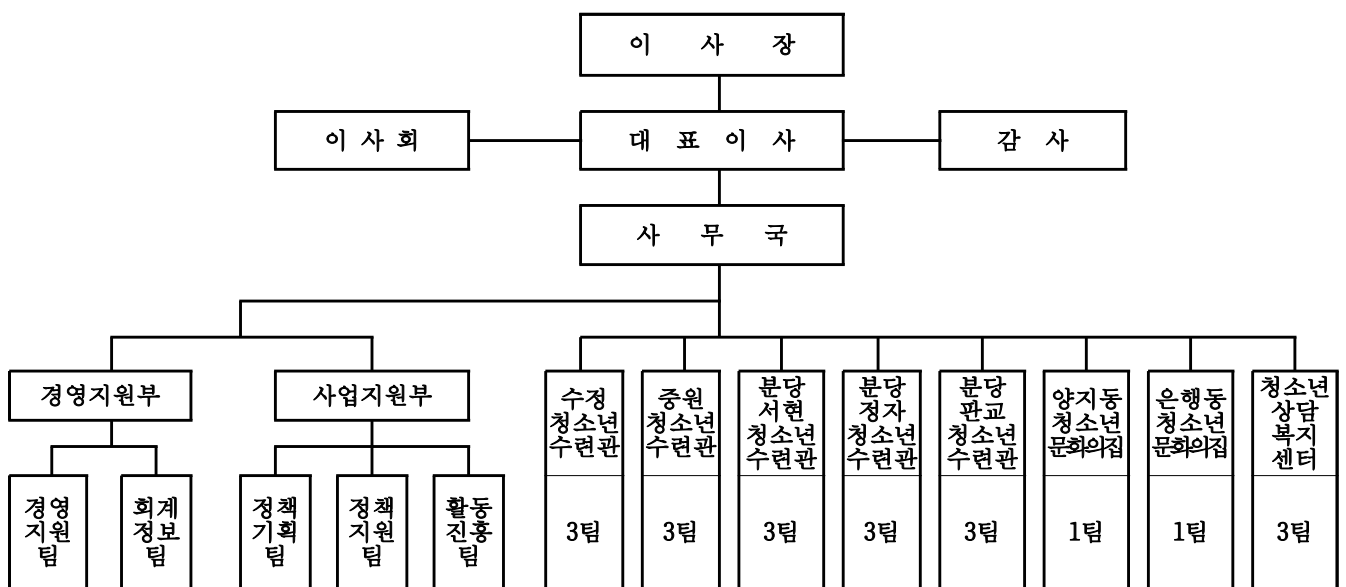 이 사 장
이 사 회
대 표 이 사
감 사
사 무 국
경영지원부
사업지원부
경영
지원
팀
회계
정보
팀
정책
기획
팀
정책
지원
팀
활동
진흥
팀
수정
청소년
수련관
3팀
중원
청소년
수련관
3팀
분당
서현
청소년
수련관
3팀
분당
정자
청소년
수련관
3팀
분당
판교
청소년
수련관
3팀
양지동
청소년
문화의집
1팀
은행동
청소년
문화의집
1팀
청소년
상담
복지
센터
3팀